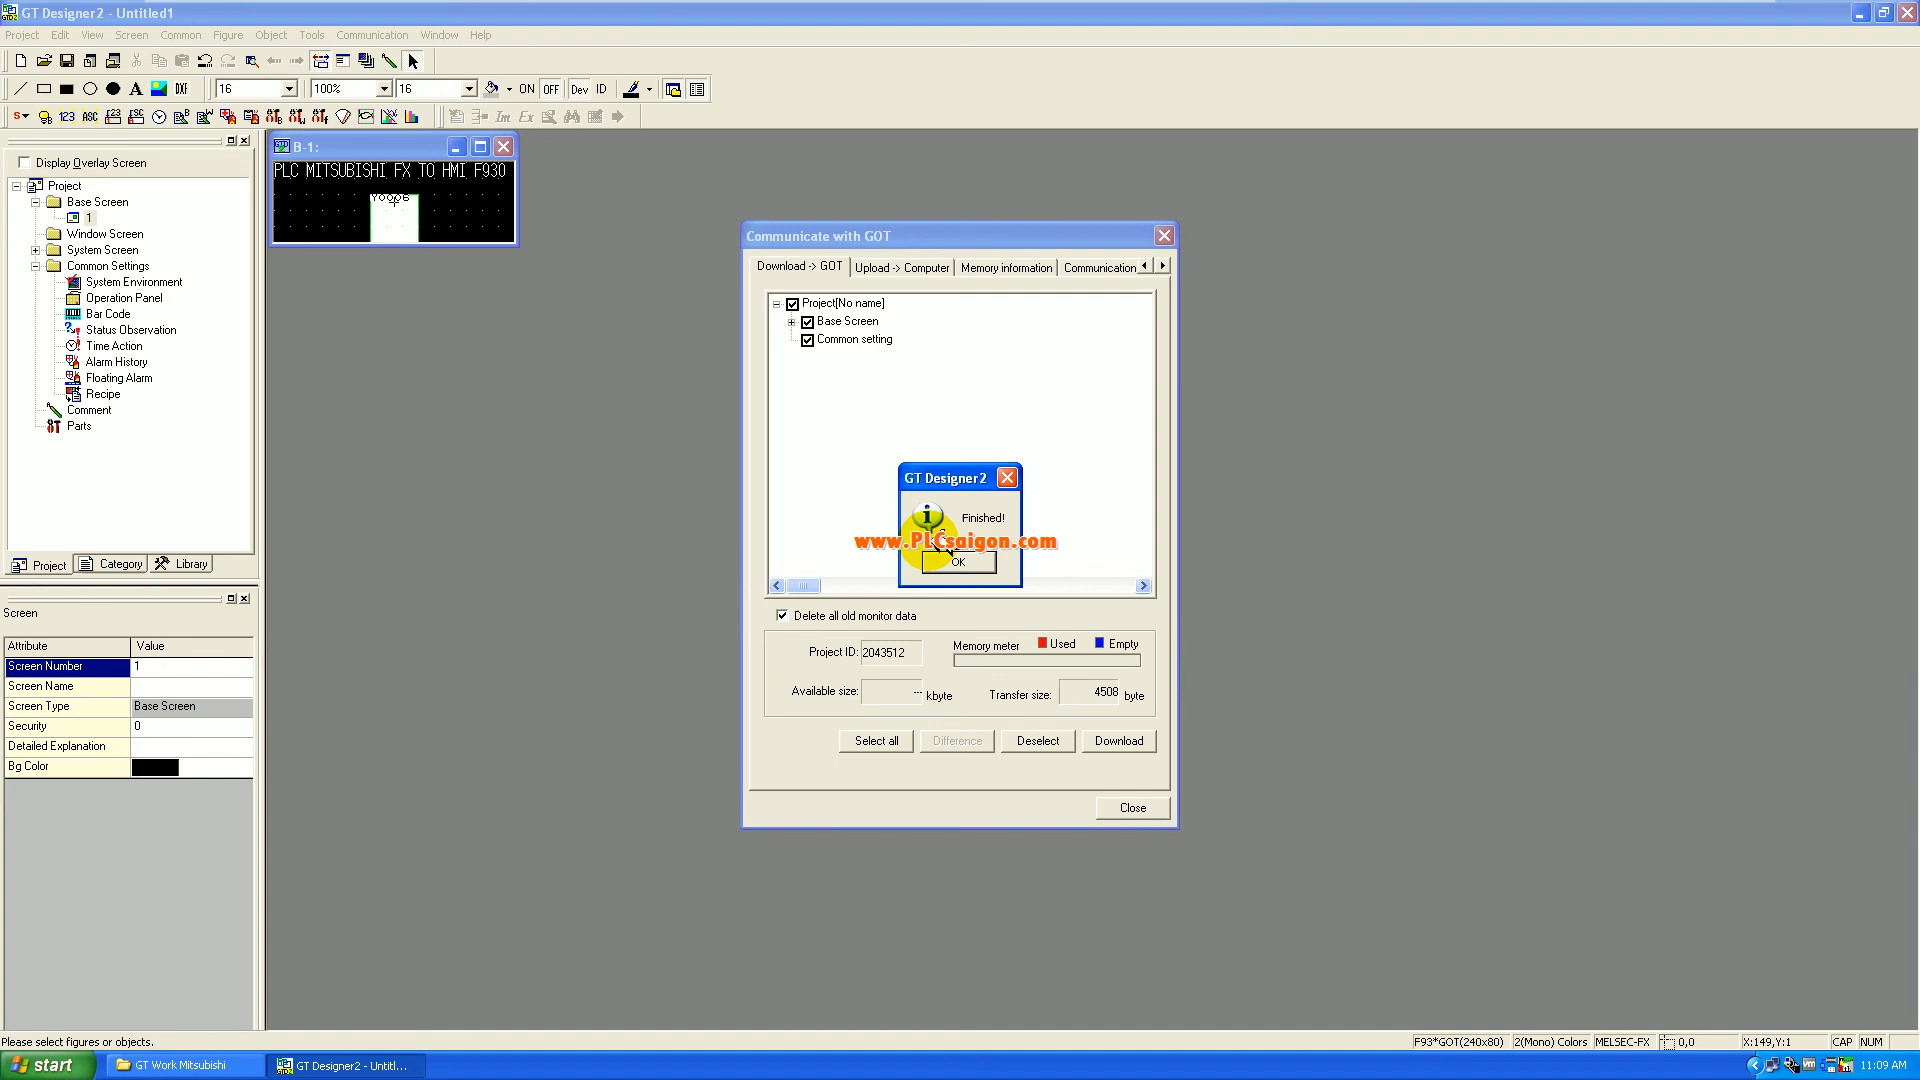 GT Designer2 - Untitled1
Project Edit View Screen Common Figure Object Tools Communication Window Help
16 100% 16 ON OFF Dev ID
DXF
S 123 ASC
Im Ex
Display Overlay Screen
Project
Base Screen
1
Window Screen
System Screen
Common Settings
System Environment
Operation Panel
Bar Code
Status Observation
Time Action
Alarm History
Floating Alarm
Recipe
Comment
Parts
Project Category Library
Screen
Attribute Value
Screen Number 1
Screen Name
Screen Type Base Screen
Security 0
Detailed Explanation
Bg Color
B-1:
PLC MITSUBISHI FX TO HMI F930
Y0006
Communicate with GOT
Download -> GOT Upload -> Computer Memory information Communication
Project[No name]
Base Screen
Common setting
GT Designer2
Finished!
www.PLCsaigon.com
OK
Delete all old monitor data
Project ID: 2043512 Memory meter Used Empty
Available size: --- kbyte Transfer size: 4508 byte
Select all Difference Deselect Download
Close
Please select figures or objects.
F93*GOT(240x80) 2(Mono) Colors MELSEC-FX 0,0 X:149,Y:1 CAP NUM
start GT Work Mitsubishi GT Designer2 - Untitl... 11:09 AM